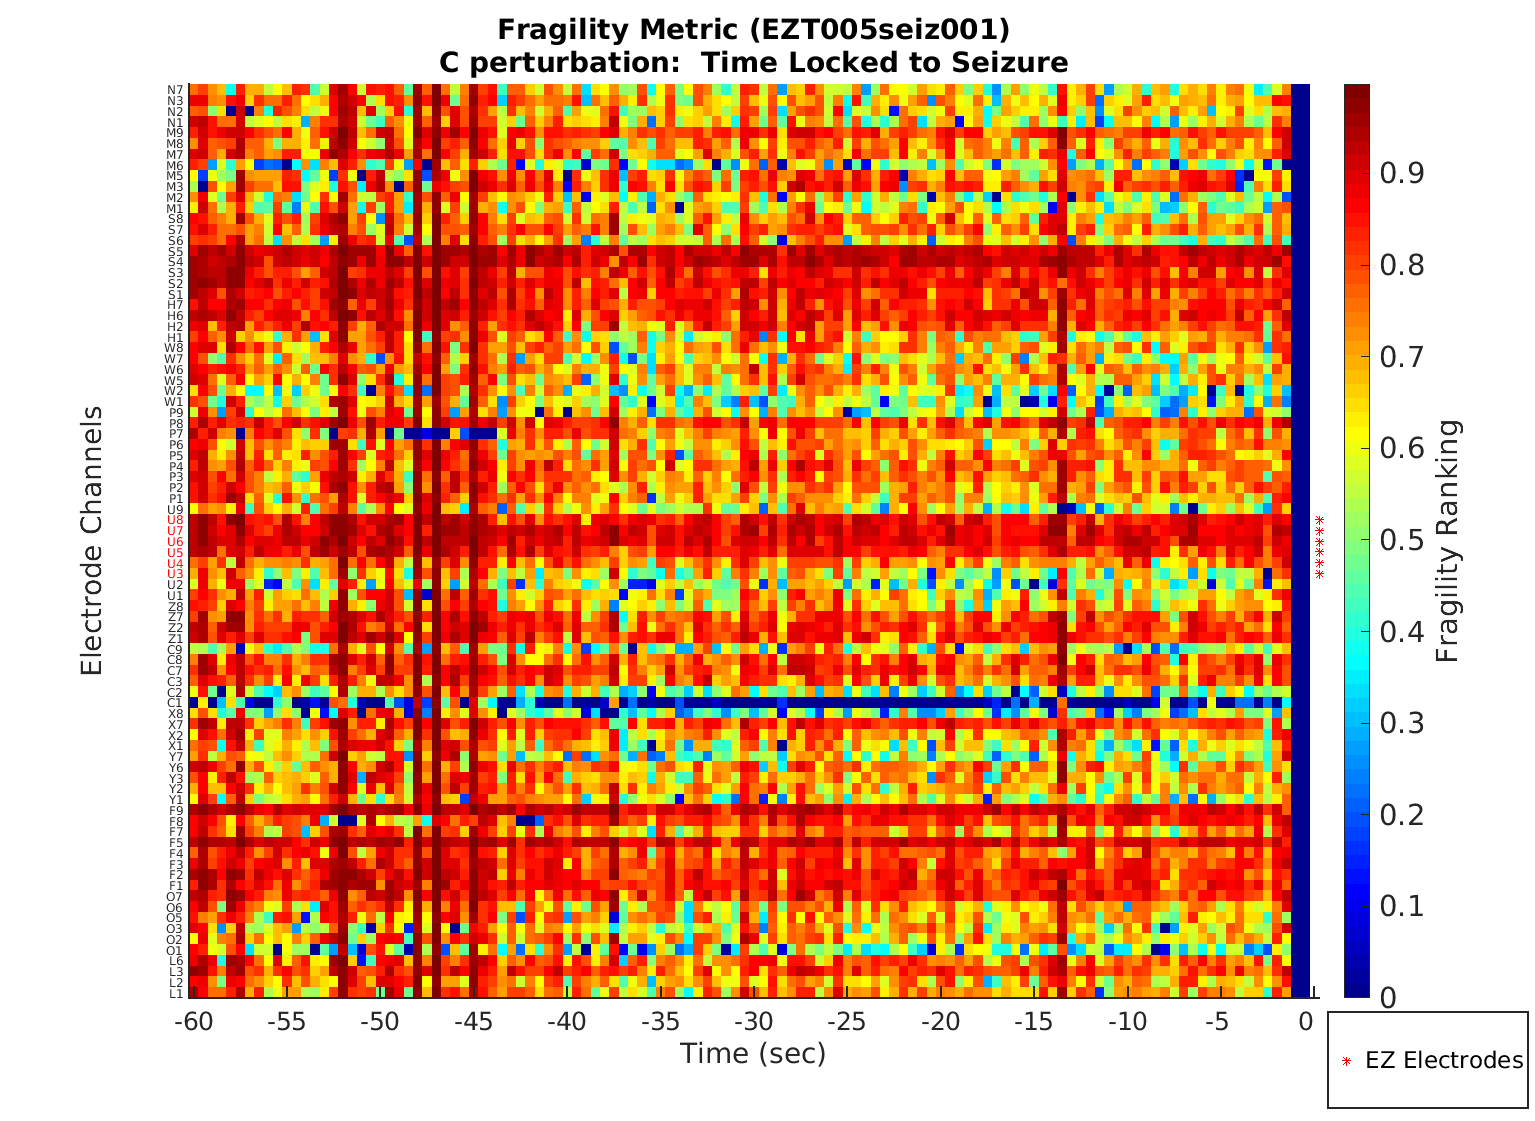 Fragility Metric (EZT005seiz001)
C perturbation:  Time Locked to Seizure
N7
N3
N2
N1
M9
M8
M7
M6
M5
M3
M2
M1
S8
S7
S6
S5
S4
S3
S2
S1
H7
H6
H2
H1
W8
W7
W6
W5
W2
W1
P9
P8
P7
P6
P5
P4
P3
P2
P1
U9
U8
U7
U6
U5
U4
U3
U2
U1
Z8
Z7
Z2
Z1
C9
C8
C7
C3
C2
C1
X8
X7
X2
X1
Y7
Y6
Y3
Y2
Y1
F9
F8
F7
F5
F4
F3
F2
F1
O7
O6
O5
O3
O2
O1
L6
L3
L2
L1
Electrode Channels
-60 -55 -50 -45 -40 -35 -30 -25 -20 -15 -10 -5 0
Time (sec)
0.9
0.8
0.7
0.6
0.5
0.4
0.3
0.2
0.1
0
Fragility Ranking
EZ Electrodes